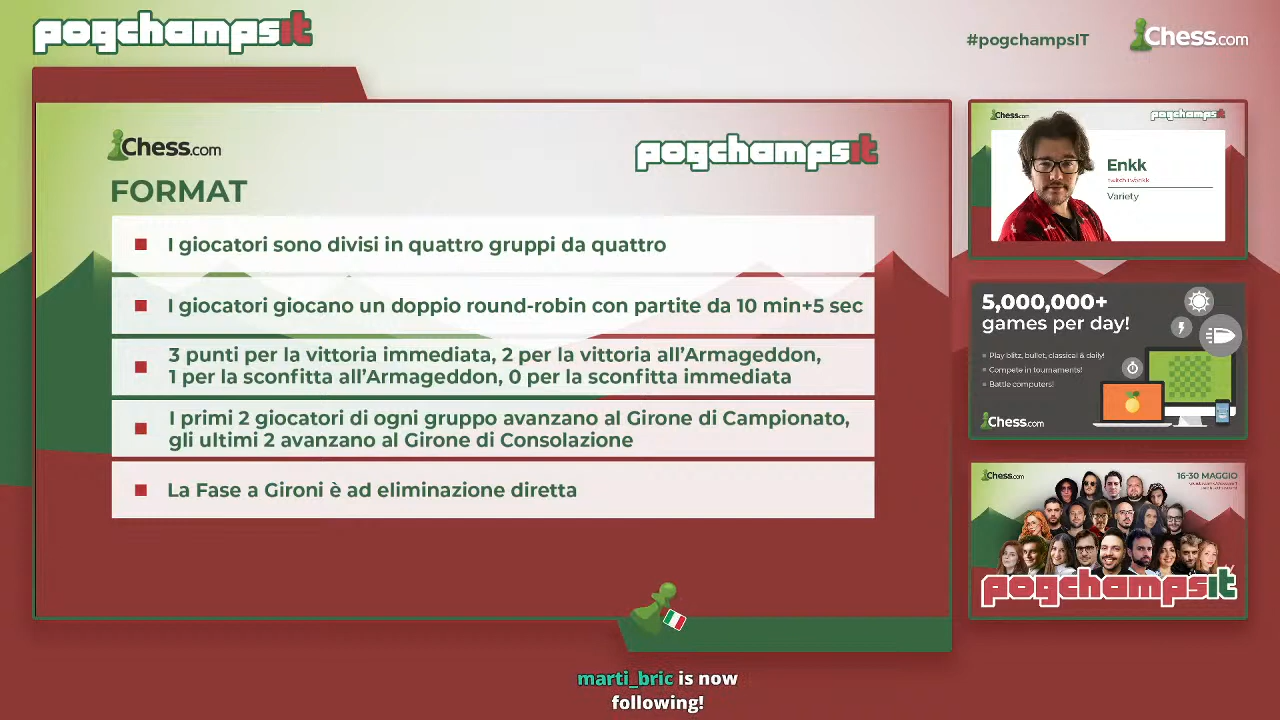 pogchampsit
#pogchampsIT
Chess.com
Chess.com
pogchampsit
FORMAT
I giocatori sono divisi in quattro gruppi da quattro
I giocatori giocano un doppio round-robin con partite da 10 min+5 sec
3 punti per la vittoria immediata, 2 per la vittoria all’Armageddon,
1 per la sconfitta all’Armageddon, 0 per la sconfitta immediata
I primi 2 giocatori di ogni gruppo avanzano al Girone di Campionato,
gli ultimi 2 avanzano al Girone di Consolazione
La Fase a Gironi è ad eliminazione diretta
Chess.com
pogchampsit
Enkk
Variety
5,000,000+
games per day!
Play blitz, bullet, classical & daily!
Compete in tournaments!
Battle computers!
Chess.com
Chess.com
16-30 MAGGIO
pogchampsit
marti_bric is now
following!